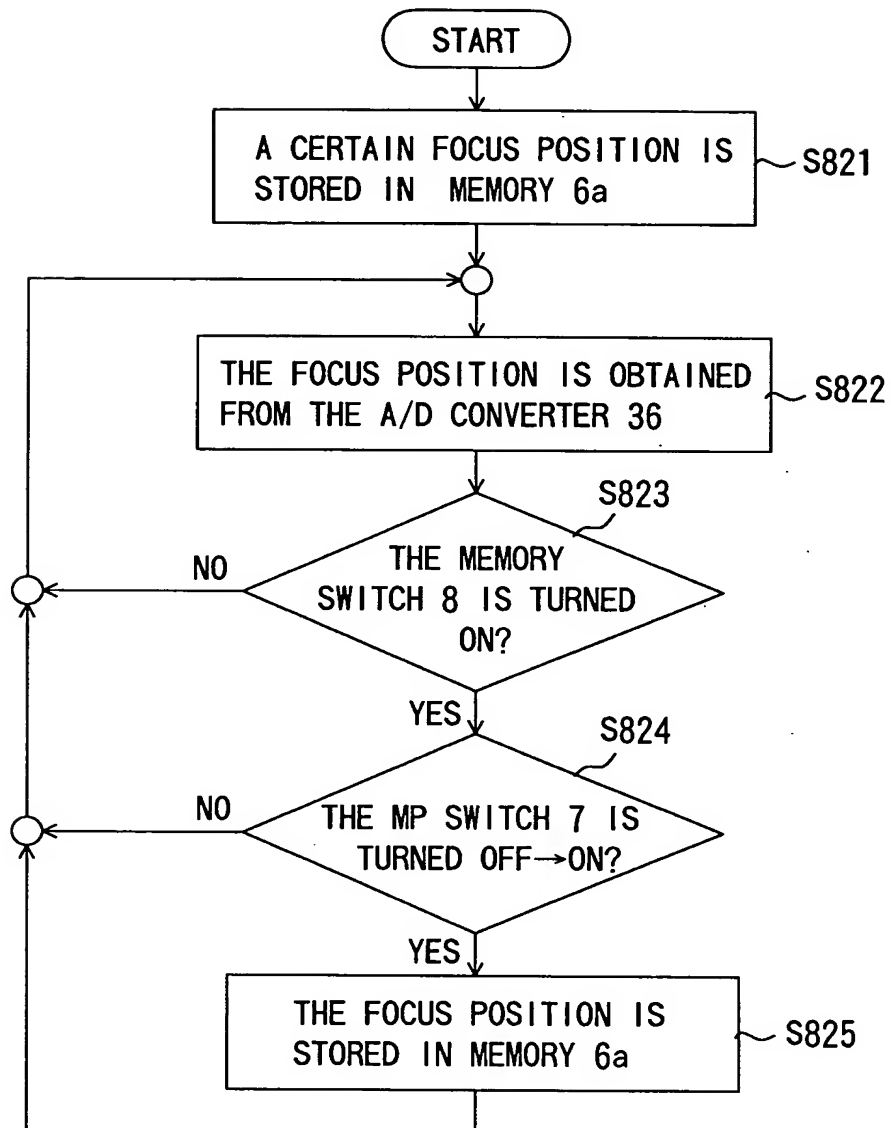 START
A CERTAIN FOCUS POSITION IS
STORED IN MEMORY 6a
S821
THE FOCUS POSITION IS OBTAINED
FROM THE A/D CONVERTER 36
S822
S823
THE MEMORY
SWITCH 8 IS TURNED
ON?
NO
YES
S824
THE MP SWITCH 7 IS
TURNED OFF→ON?
NO
YES
THE FOCUS POSITION IS
STORED IN MEMORY 6a
S825